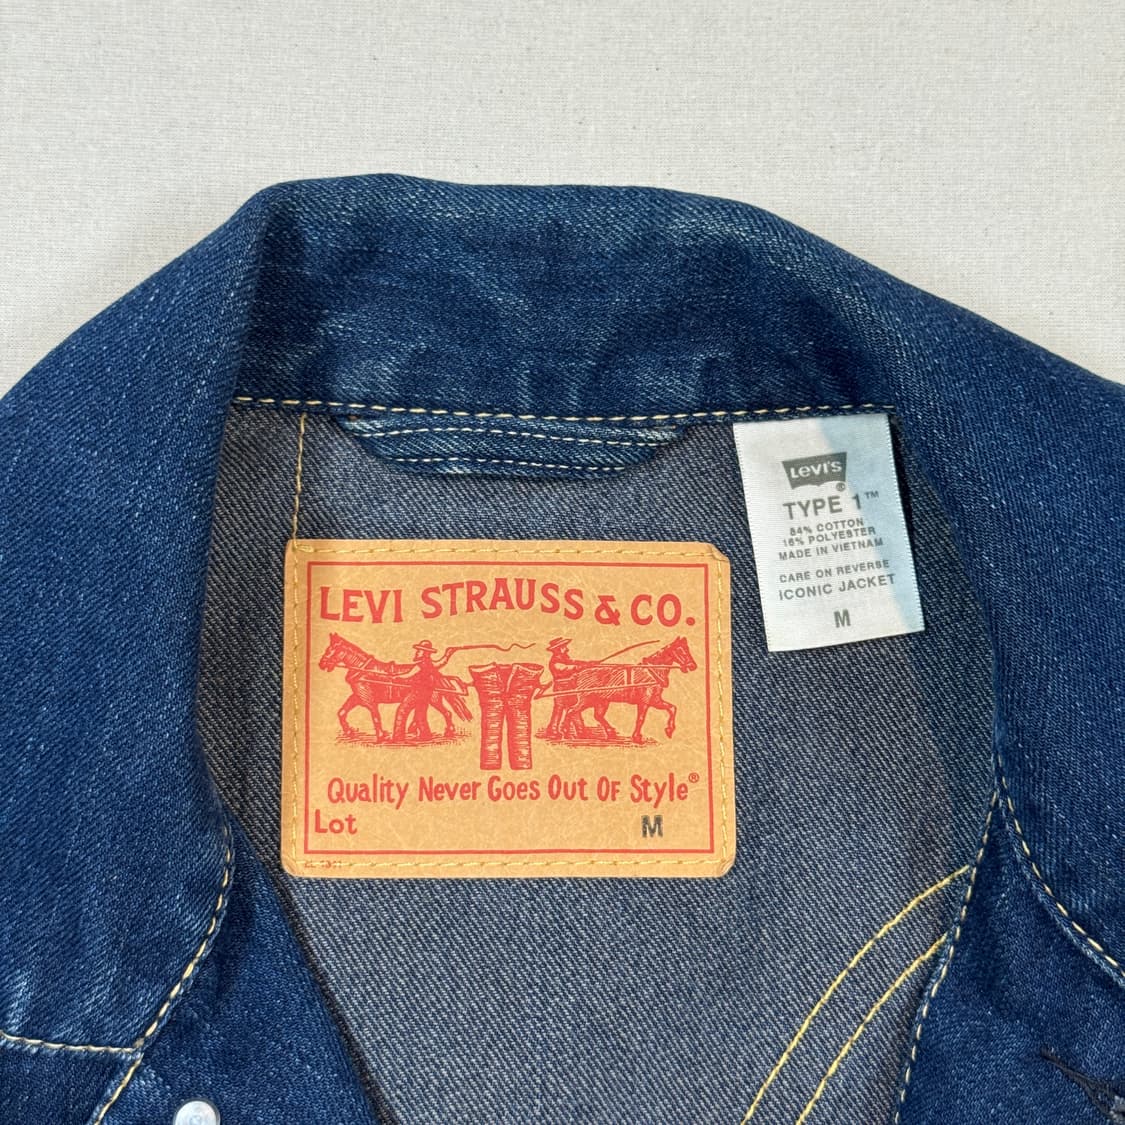 LEVI STRAUSS & CO.
Quality Never Goes Out Of Style®
Lot M
Levi's®
TYPE 1™
84% COTTON
16% POLYESTER
MADE IN VIETNAM
CARE ON REVERSE
ICONIC JACKET
M